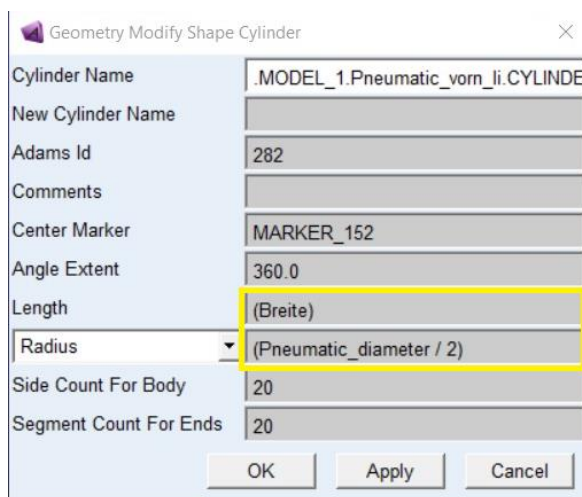 Geometry Modify Shape Cylinder
Cylinder Name .MODEL_1.Pneumatic_vorn_li.CYLINDE
New Cylinder Name
Adams Id 282
Comments
Center Marker MARKER_152
Angle Extent 360.0
Length (Breite)
Radius (Pneumatic_diameter / 2)
Side Count For Body 20
Segment Count For Ends 20
OK Apply Cancel